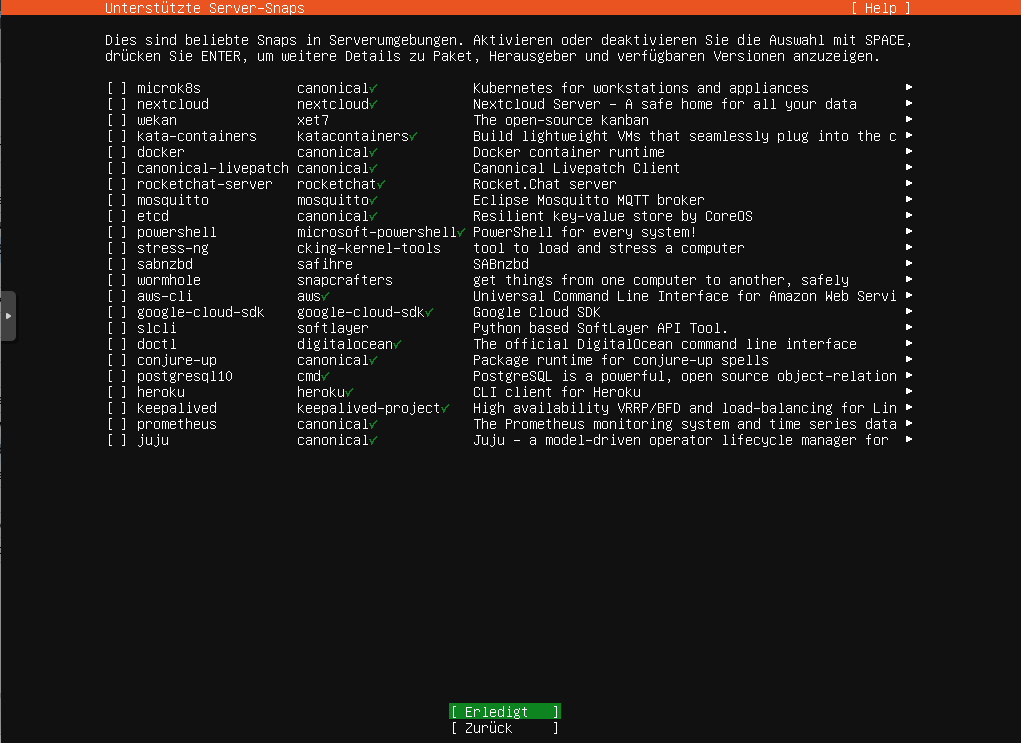 Unterstützte Server-Snaps [ Help ]
Dies sind beliebte Snaps in Serverumgebungen. Aktivieren oder deaktivieren Sie die Auswahl mit SPACE,
drücken Sie ENTER, um weitere Details zu Paket, Herausgeber und verfügbaren Versionen anzuzeigen.
[ ] microk8s canonical✓ Kubernetes for workstations and appliances ▸
[ ] nextcloud nextcloud✓ Nextcloud Server - A safe home for all your data ▸
[ ] wekan xet7 The open-source kanban ▸
[ ] kata-containers katacontainers✓ Build lightweight VMs that seamlessly plug into the c ▸
[ ] docker canonical✓ Docker container runtime ▸
[ ] canonical-livepatch canonical✓ Canonical Livepatch Client ▸
[ ] rocketchat-server rocketchat✓ Rocket.Chat server ▸
[ ] mosquitto mosquitto✓ Eclipse Mosquitto MQTT broker ▸
[ ] etcd canonical✓ Resilient key-value store by CoreOS ▸
[ ] powershell microsoft-powershell✓ PowerShell for every system! ▸
[ ] stress-ng cking-kernel-tools tool to load and stress a computer ▸
[ ] sabnzbd safihre SABnzbd ▸
[ ] wormhole snapcrafters get things from one computer to another, safely ▸
[ ] aws-cli aws✓ Universal Command Line Interface for Amazon Web Servi ▸
[ ] google-cloud-sdk google-cloud-sdk✓ Google Cloud SDK ▸
[ ] slcli softlayer Python based SoftLayer API Tool. ▸
[ ] doctl digitalocean✓ The official DigitalOcean command line interface ▸
[ ] conjure-up canonical✓ Package runtime for conjure-up spells ▸
[ ] postgresql10 cmd✓ PostgreSQL is a powerful, open source object-relation ▸
[ ] heroku heroku✓ CLI client for Heroku ▸
[ ] keepalived keepalived-project✓ High availability VRRP/BFD and load-balancing for Lin ▸
[ ] prometheus canonical✓ The Prometheus monitoring system and time series data ▸
[ ] juju canonical✓ Juju - a model-driven operator lifecycle manager for ▸
[ Erledigt ]
[ Zurück ]